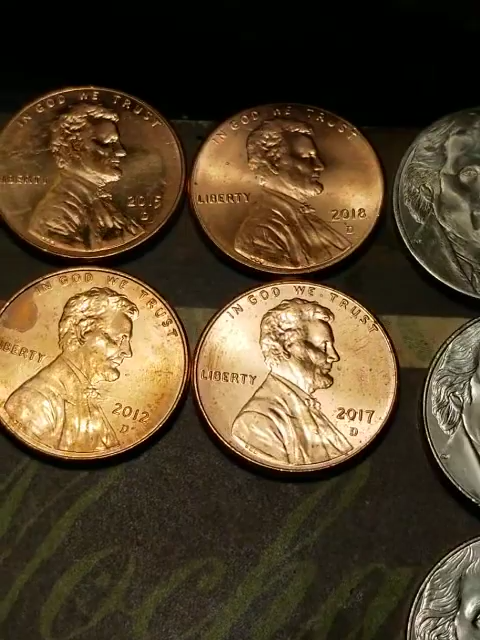 IN GOD WE TRUST
LIBERTY
2015
D
IN GOD WE TRUST
LIBERTY
2018
D
IN GOD WE TRUST
LIBERTY
2012
D
IN GOD WE TRUST
LIBERTY
2017
D